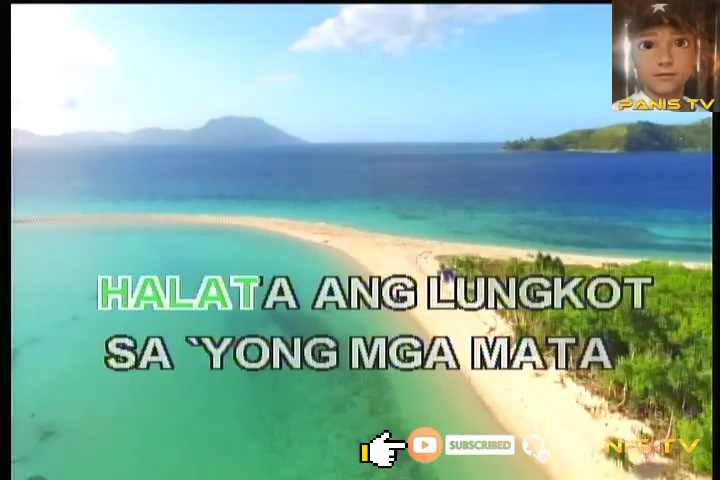 PANIS TV
HALATA ANG LUNGKOT
SA `YONG MGA MATA
SUBSCRIBED